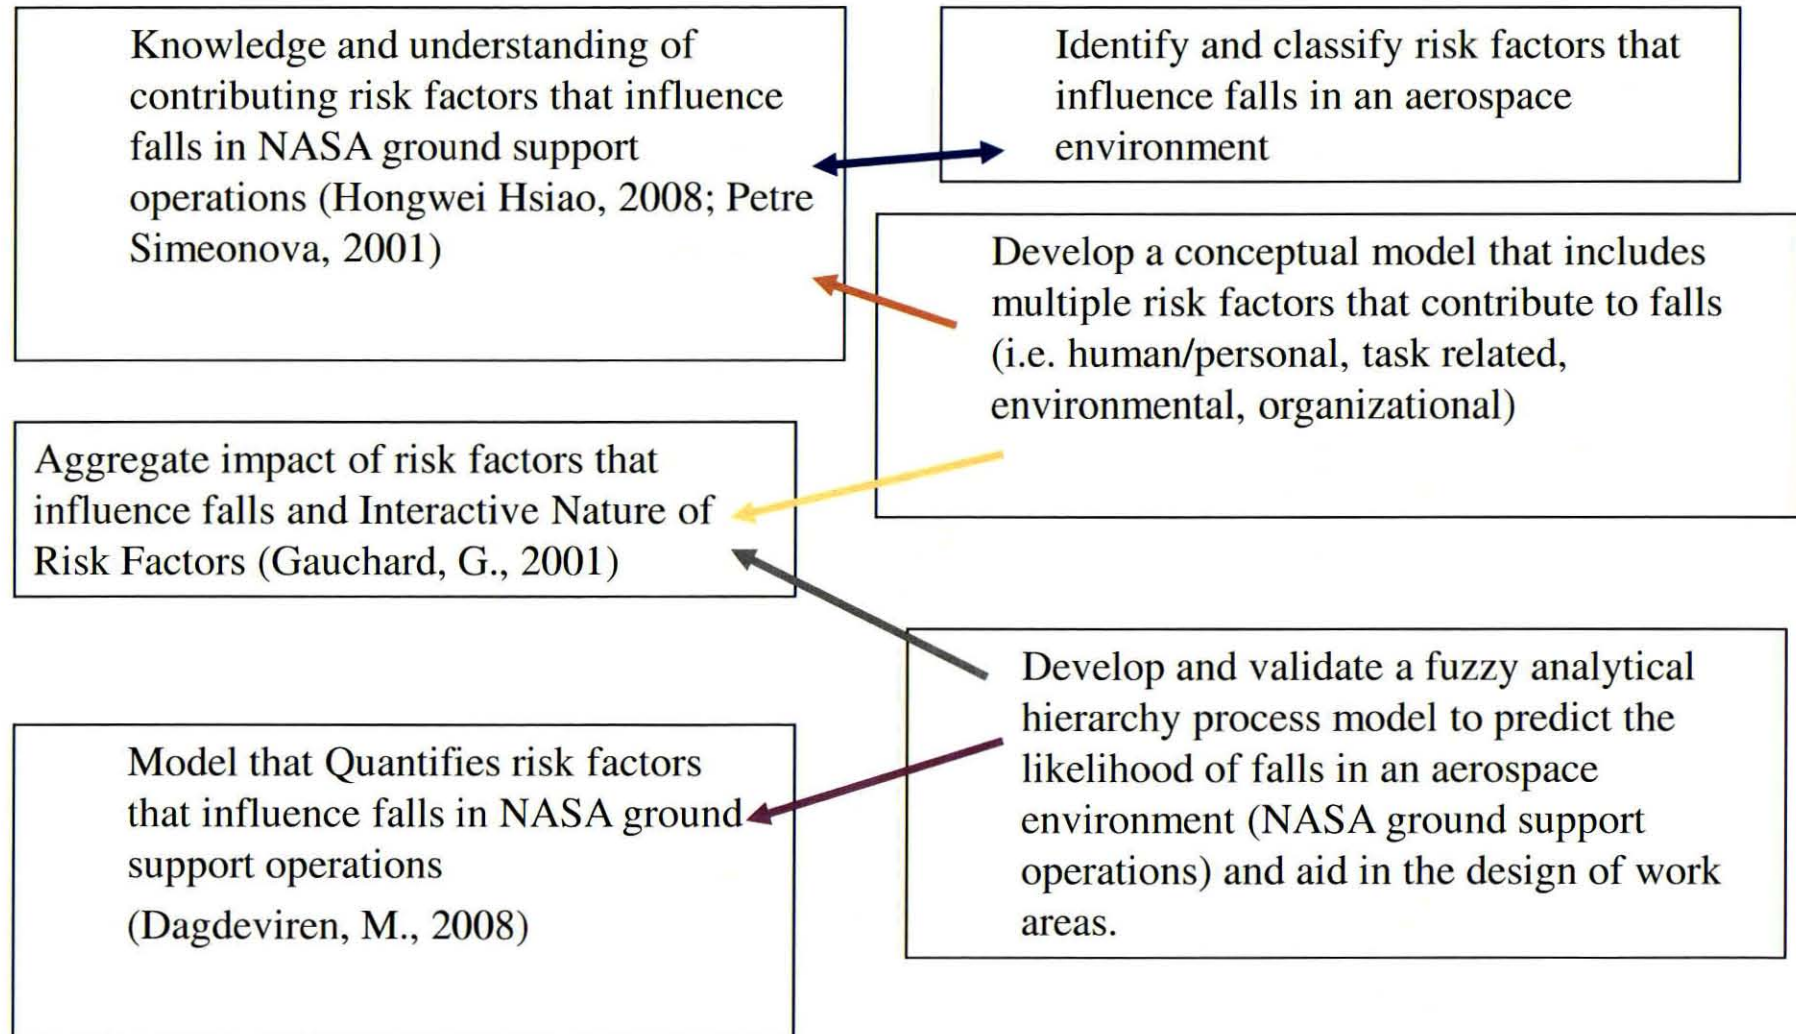 Knowledge and understanding of
contributing risk factors that influence
falls in NASA ground support
operations (Hongwei Hsiao, 2008; Petre
Simeonova, 2001)
Identify and classify risk factors that
influence falls in an aerospace
environment
Develop a conceptual model that includes
multiple risk factors that contribute to falls
(i.e. human/personal, task related,
environmental, organizational)
Aggregate impact of risk factors that
influence falls and Interactive Nature of
Risk Factors (Gauchard, G., 2001)
Develop and validate a fuzzy analytical
hierarchy process model to predict the
likelihood of falls in an aerospace
environment (NASA ground support
operations) and aid in the design of work
areas.
Model that Quantifies risk factors
that influence falls in NASA ground
support operations
(Dagdeviren, M., 2008)